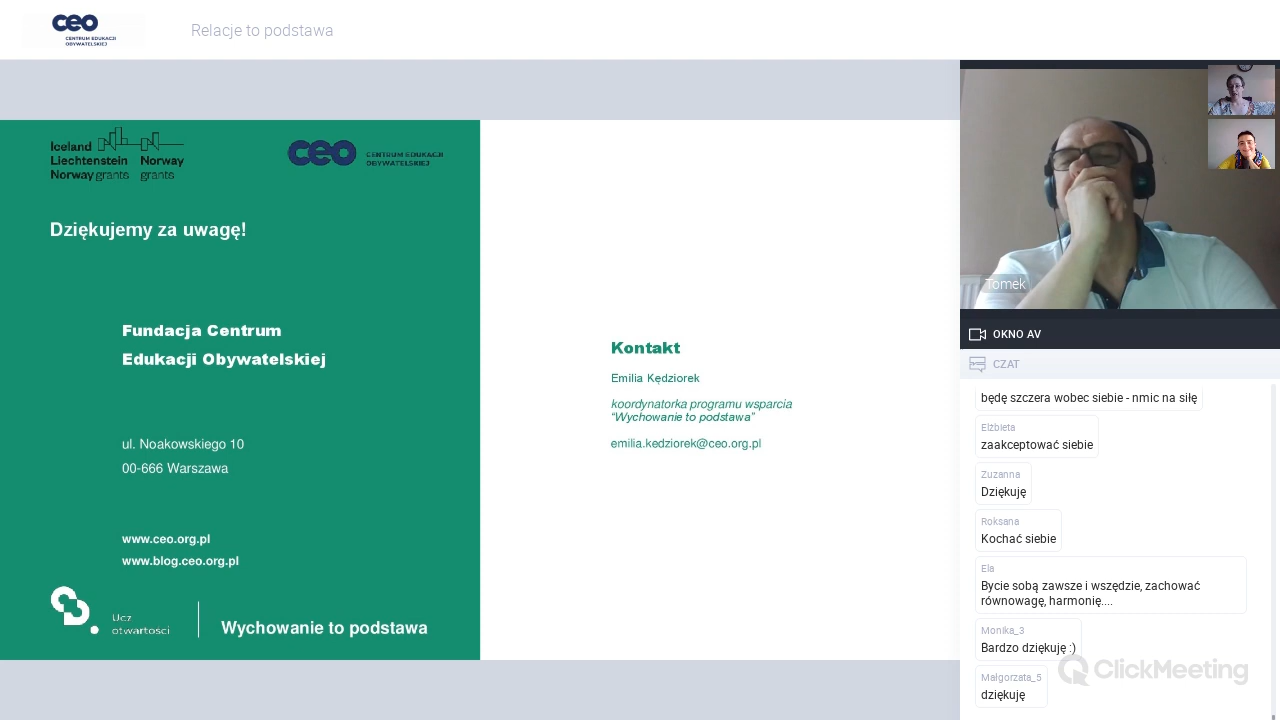 ceo
CENTRUM EDUKACJI
OBYWATELSKIEJ
Relacje to podstawa
Iceland
Liechtenstein
Norway grants
Norway
grants
ceo
CENTRUM EDUKACJI
OBYWATELSKIEJ
Dziękujemy za uwagę!
Fundacja Centrum
Edukacji Obywatelskiej
ul. Noakowskiego 10
00-666 Warszawa
www.ceo.org.pl
www.blog.ceo.org.pl
Ucz
otwartości
Wychowanie to podstawa
Kontakt
Emilia Kędziorek
koordynatorka programu wsparcia
“Wychowanie to podstawa”
emilia.kedziorek@ceo.org.pl
Tomek
OKNO AV
CZAT
będę szczera wobec siebie - nmic na siłę
Elżbieta
zaakceptować siebie
Zuzanna
Dziękuję
Roksana
Kochać siebie
Ela
Bycie sobą zawsze i wszędzie, zachować
równowagę, harmonię....
Monika_3
Bardzo dziękuję :)
Małgorzata_5
dziękuję
ClickMeeting